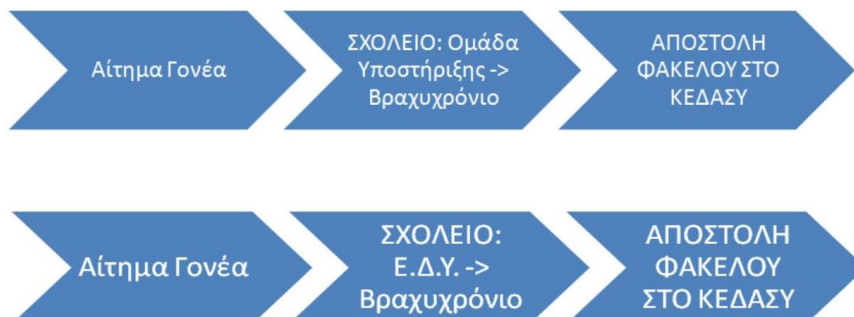 Αίτημα Γονέα
ΣΧΟΛΕΙΟ: Ομάδα
Υποστήριξης ->
Βραχυχρόνιο
ΑΠΟΣΤΟΛΗ
ΦΑΚΕΛΟΥ ΣΤΟ
ΚΕΔΑΣΥ
Αίτημα Γονέα
ΣΧΟΛΕΙΟ:
Ε.Δ.Υ. ->
Βραχυχρόνιο
ΑΠΟΣΤΟΛΗ
ΦΑΚΕΛΟΥ
ΣΤΟ ΚΕΔΑΣΥ